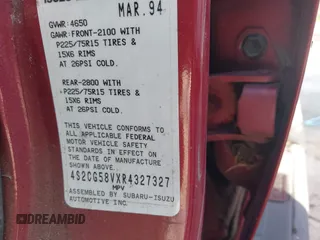 MAR. 94
GVWR: 4650
GAWR: FRONT-2100 WITH
P225/75R15 TIRES &
15X6 RIMS
AT 26PSI COLD.
REAR-2800 WITH
P225/75R15 TIRES &
15X6 RIMS
AT 26PSI COLD.
THIS VEHICLE CONFORMS TO
ALL APPLICABLE FEDERAL
MOTOR VEHICLE SAFETY
STANDARDS IN EFFECT ON
THE DATE OF MANUFACTURE
SHOWN ABOVE.
4S2CG58VXR4327327
MPV
ASSEMBLED BY SUBARU-ISUZU
AUTOMOTIVE INC.
DREAMBID